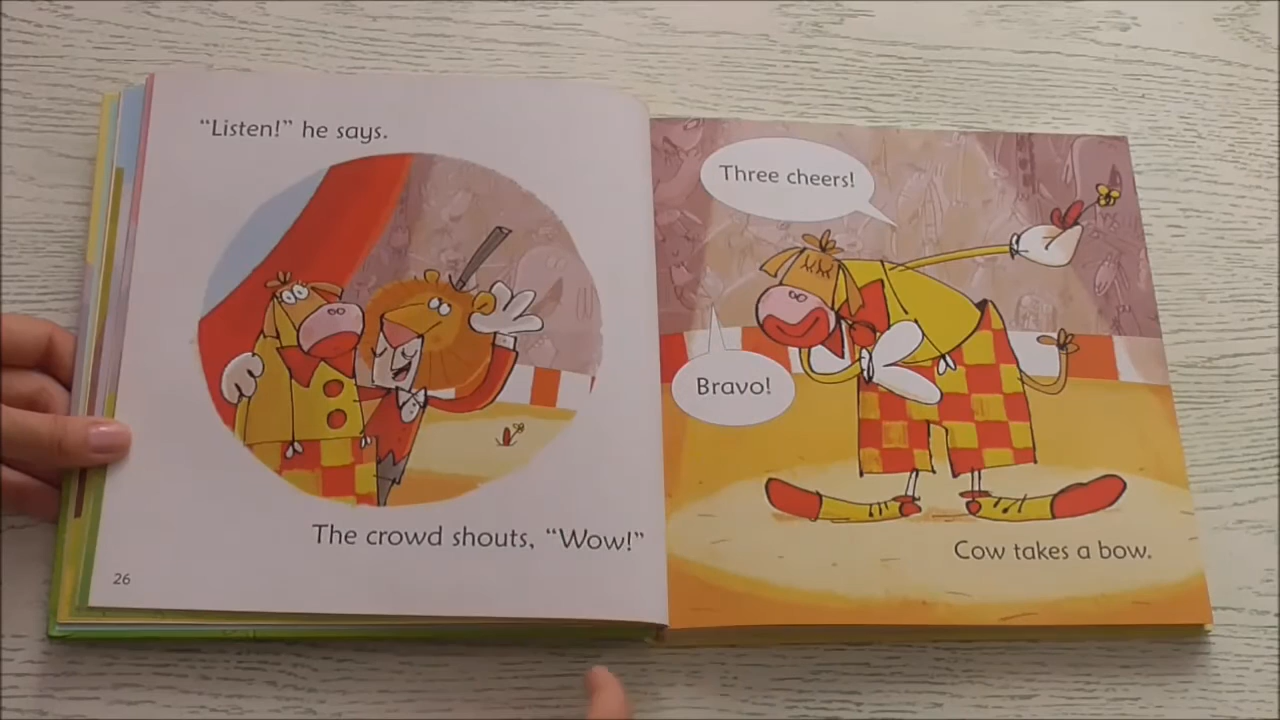 “Listen!” he says.
The crowd shouts, “Wow!”
26
Three cheers!
Bravo!
Cow takes a bow.